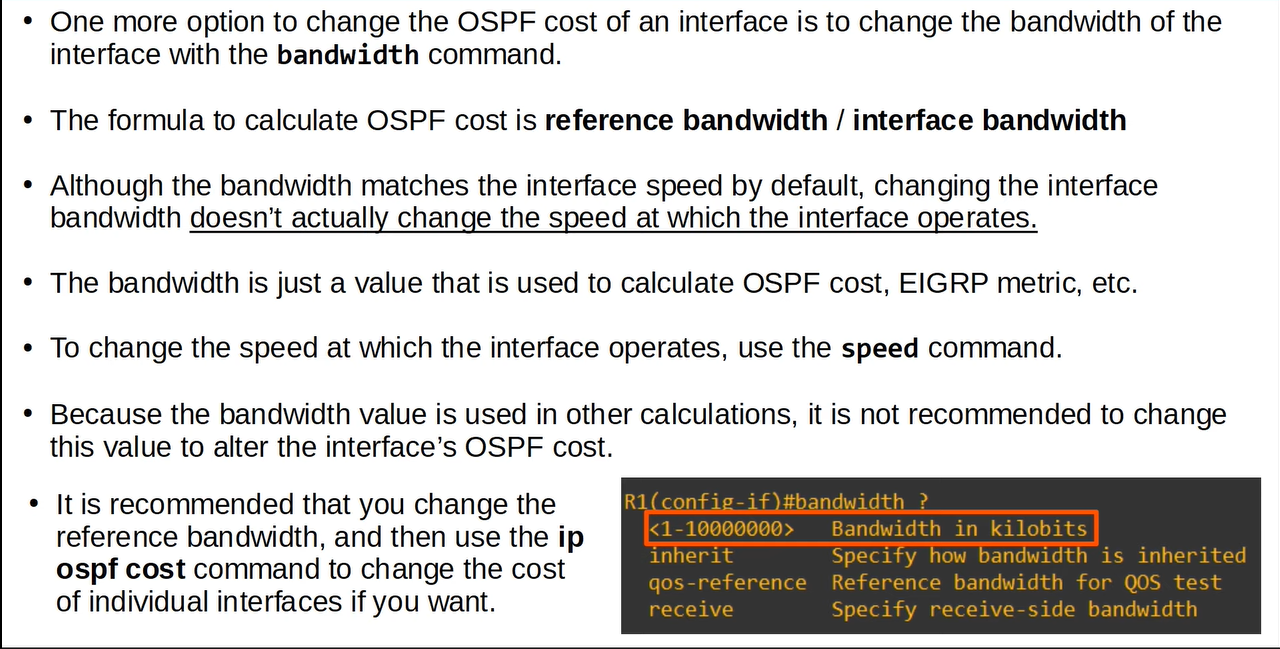 • One more option to change the OSPF cost of an interface is to change the bandwidth of the
interface with the bandwidth command.
• The formula to calculate OSPF cost is reference bandwidth / interface bandwidth
• Although the bandwidth matches the interface speed by default, changing the interface
bandwidth doesn’t actually change the speed at which the interface operates.
• The bandwidth is just a value that is used to calculate OSPF cost, EIGRP metric, etc.
• To change the speed at which the interface operates, use the speed command.
• Because the bandwidth value is used in other calculations, it is not recommended to change
this value to alter the interface’s OSPF cost.
• It is recommended that you change the
reference bandwidth, and then use the ip
ospf cost command to change the cost
of individual interfaces if you want.
R1(config-if)#bandwidth ?
<1-10000000> Bandwidth in kilobits
inherit Specify how bandwidth is inherited
qos-reference Reference bandwidth for QOS test
receive Specify receive-side bandwidth